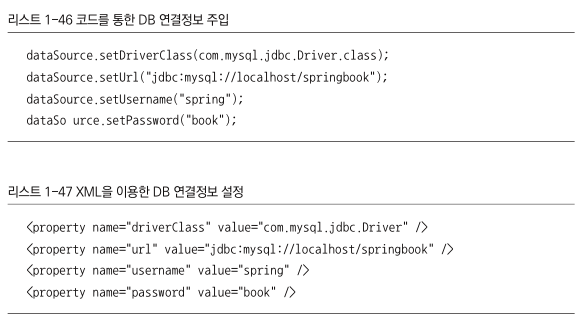 리스트 1-46 코드를 통한 DB 연결정보 주입
dataSource.setDriverClass(com.mysql.jdbc.Driver.class);
dataSource.setUrl("jdbc:mysql://localhost/springbook");
dataSource.setUsername("spring");
dataSo urce.setPassword("book");
리스트 1-47 XML을 이용한 DB 연결정보 설정
<property name="driverClass" value="com.mysql.jdbc.Driver" />
<property name="url" value="jdbc:mysql://localhost/springbook" />
<property name="username" value="spring" />
<property name="password" value="book" />